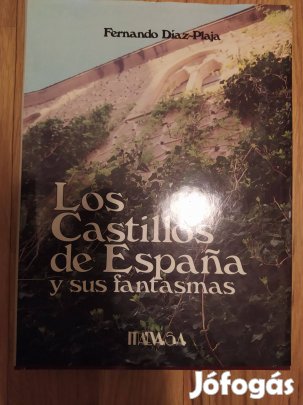 Fernando Díaz-Plaja
Los
Castillos
de España
y sus fantasmas
Jófogás